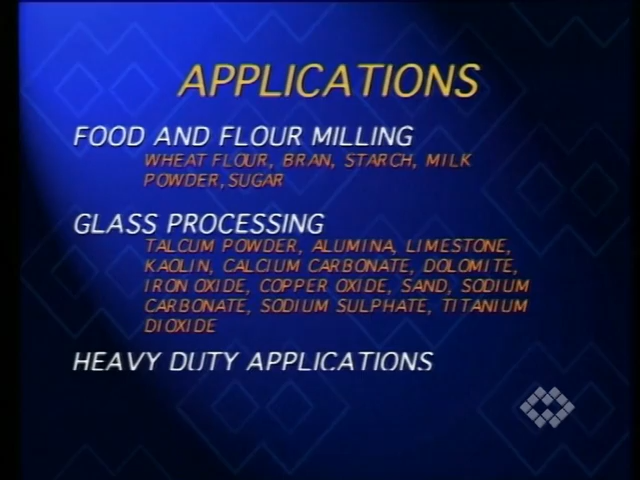 APPLICATIONS
FOOD AND FLOUR MILLING
WHEAT FLOUR, BRAN, STARCH, MILK
POWDER, SUGAR
GLASS PROCESSING
TALCUM POWDER, ALUMINA, LIMESTONE,
KAOLIN, CALCIUM CARBONATE, DOLOMITE,
IRON OXIDE, COPPER OXIDE, SAND, SODIUM
CARBONATE, SODIUM SULPHATE, TITANIUM
DIOXIDE
HEAVY DUTY APPLICATIONS